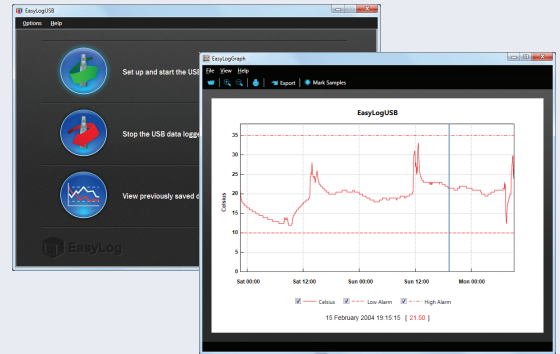 EasyLogUSB
Options Help
Set up and start the USB
Stop the USB data logge
View previously saved d
EasyLog
EasyLogGraph
File View Help
Export Mark Samples
EasyLogUSB
35
30
25
20
15
10
5
0
Celsius
Sat 00:00 Sat 12:00 Sun 00:00 Sun 12:00 Mon 00:00
Celsius Low Alarm High Alarm
15 February 2004 19:15:15 [ 21.50 ]